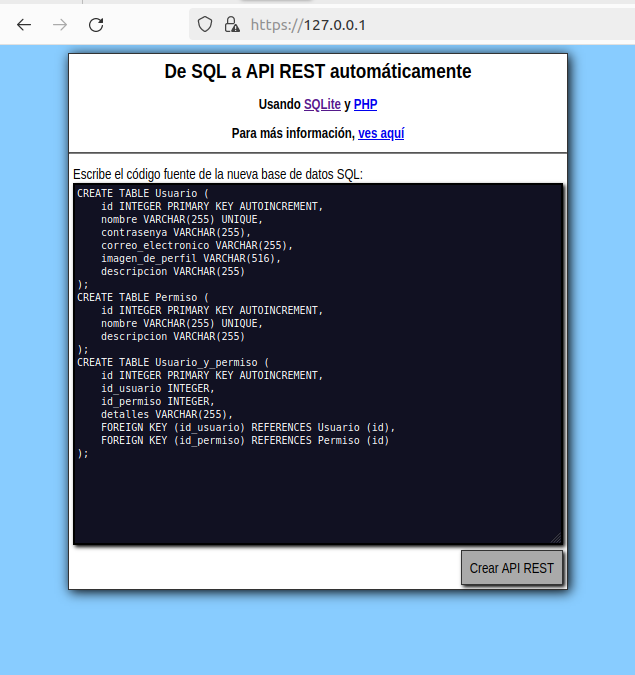 https://127.0.0.1
De SQL a API REST automáticamente
Usando SQLite y PHP
Para más información, ves aquí
Escribe el código fuente de la nueva base de datos SQL:
CREATE TABLE Usuario (
    id INTEGER PRIMARY KEY AUTOINCREMENT,
    nombre VARCHAR(255) UNIQUE,
    contrasenya VARCHAR(255),
    correo_electronico VARCHAR(255),
    imagen_de_perfil VARCHAR(516),
    descripcion VARCHAR(255)
);
CREATE TABLE Permiso (
    id INTEGER PRIMARY KEY AUTOINCREMENT,
    nombre VARCHAR(255) UNIQUE,
    descripcion VARCHAR(255)
);
CREATE TABLE Usuario_y_permiso (
    id INTEGER PRIMARY KEY AUTOINCREMENT,
    id_usuario INTEGER,
    id_permiso INTEGER,
    detalles VARCHAR(255),
    FOREIGN KEY (id_usuario) REFERENCES Usuario (id),
    FOREIGN KEY (id_permiso) REFERENCES Permiso (id)
);
Crear API REST